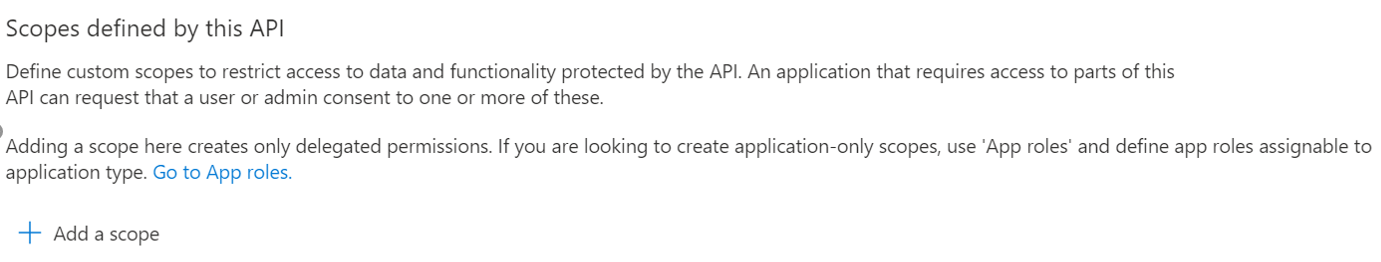 Scopes defined by this API
Define custom scopes to restrict access to data and functionality protected by the API. An application that requires access to parts of this
API can request that a user or admin consent to one or more of these.
Adding a scope here creates only delegated permissions. If you are looking to create application-only scopes, use 'App roles' and define app roles assignable to
application type. Go to App roles.
Add a scope